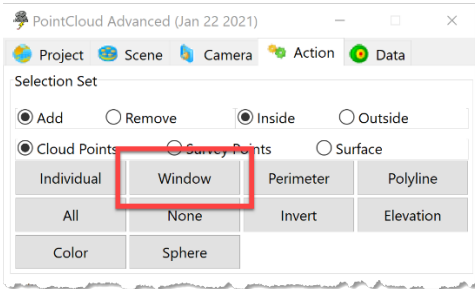 PointCloud Advanced (Jan 22 2021)
Project Scene Camera Action Data
Selection Set
Add Remove Inside Outside
Cloud Points Survey Points Surface
Individual Window Perimeter Polyline
All None Invert Elevation
Color Sphere